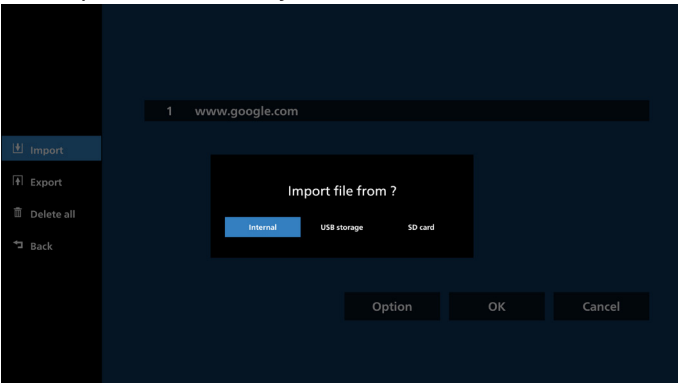 1 www.google.com
Import
Export
Delete all
Back
Import file from ?
Internal USB storage SD card
Option OK Cancel